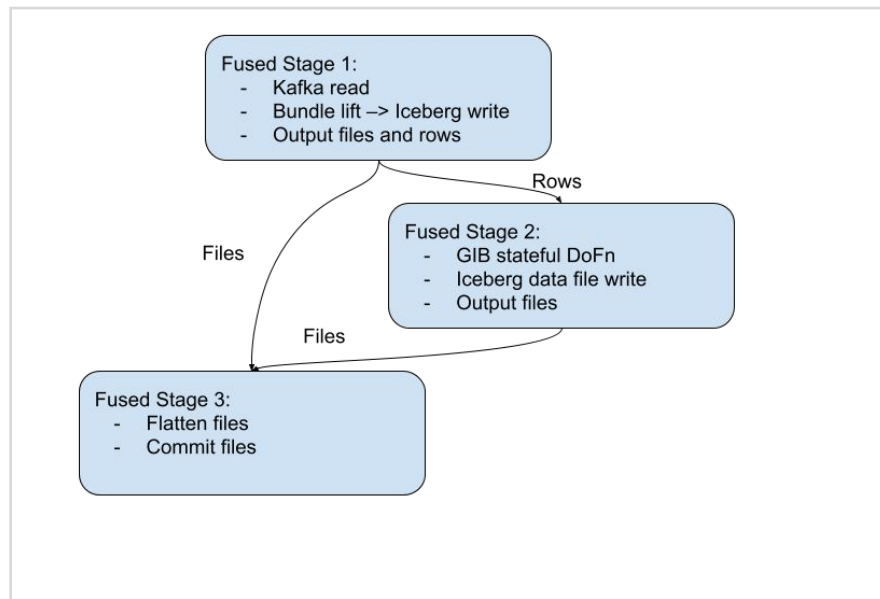 Fused Stage 1:
- Kafka read
- Bundle lift –> Iceberg write
- Output files and rows
Rows
Fused Stage 2:
- GIB stateful DoFn
- Iceberg data file write
- Output files
Files
Files
Fused Stage 3:
- Flatten files
- Commit files